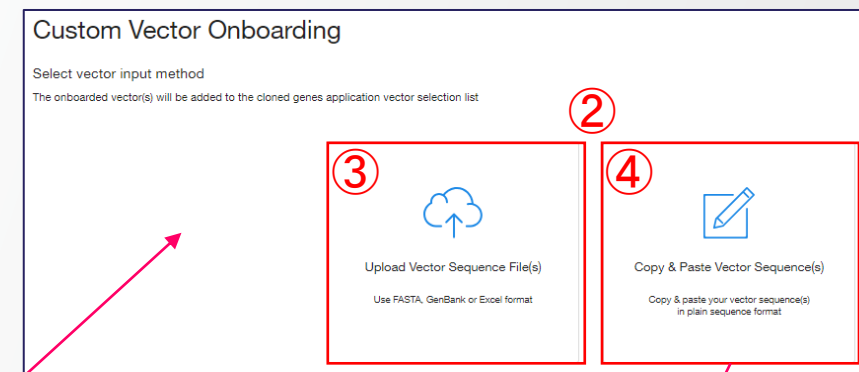 Custom Vector Onboarding
Select vector input method
The onboarded vector(s) will be added to the cloned genes application vector selection list
②
③
④
Upload Vector Sequence File(s)
Use FASTA, GenBank or Excel format
Copy & Paste Vector Sequence(s)
Copy & paste your vector sequence(s)
in plain sequence format